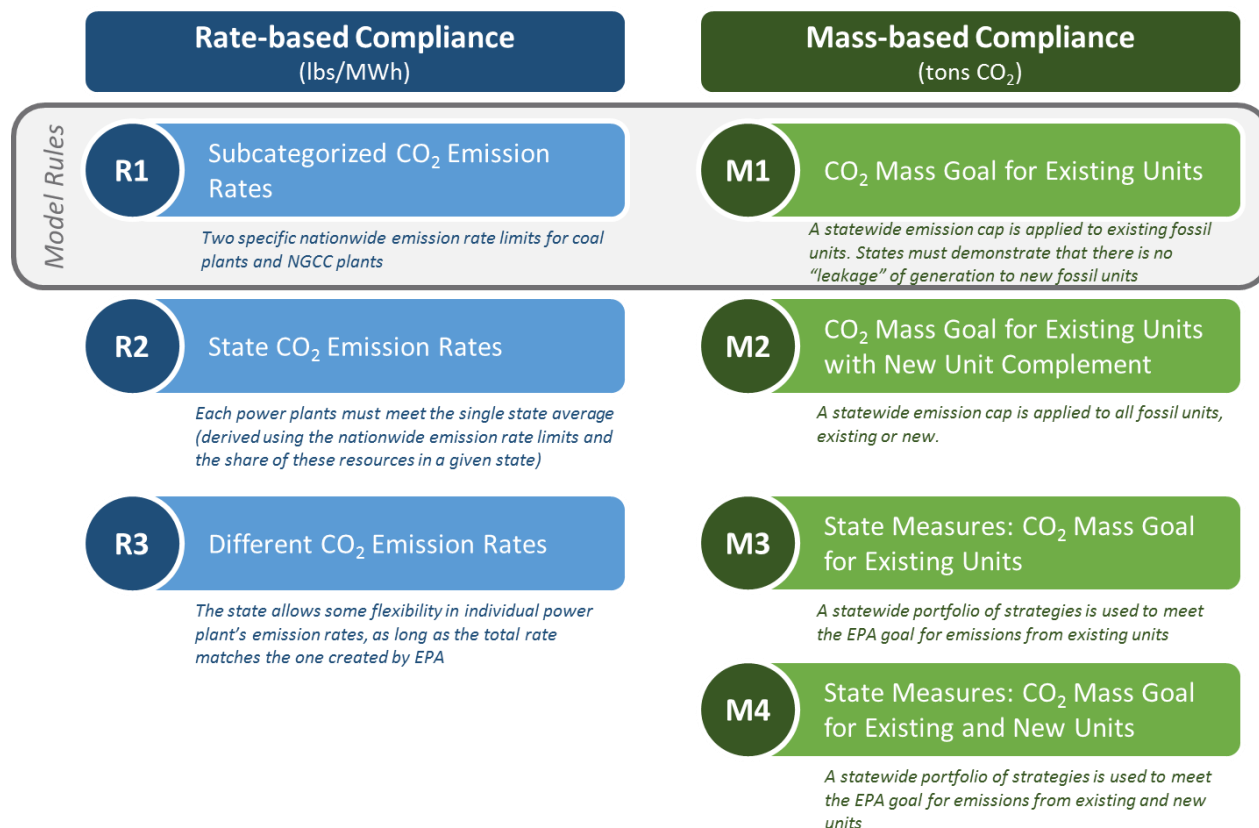 Rate-based Compliance
(lbs/MWh)
Mass-based Compliance
(tons CO₂)
Model Rules
R1
Subcategorized CO₂ Emission
Rates
Two specific nationwide emission rate limits for coal
plants and NGCC plants
M1
CO₂ Mass Goal for Existing Units
A statewide emission cap is applied to existing fossil
units. States must demonstrate that there is no
“leakage” of generation to new fossil units
R2
State CO₂ Emission Rates
Each power plants must meet the single state average
(derived using the nationwide emission rate limits and
the share of these resources in a given state)
M2
CO₂ Mass Goal for Existing Units
with New Unit Complement
A statewide emission cap is applied to all fossil units,
existing or new.
R3
Different CO₂ Emission Rates
The state allows some flexibility in individual power
plant’s emission rates, as long as the total rate
matches the one created by EPA
M3
State Measures: CO₂ Mass Goal
for Existing Units
A statewide portfolio of strategies is used to meet
the EPA goal for emissions from existing units
M4
State Measures: CO₂ Mass Goal
for Existing and New Units
A statewide portfolio of strategies is used to meet
the EPA goal for emissions from existing and new
units